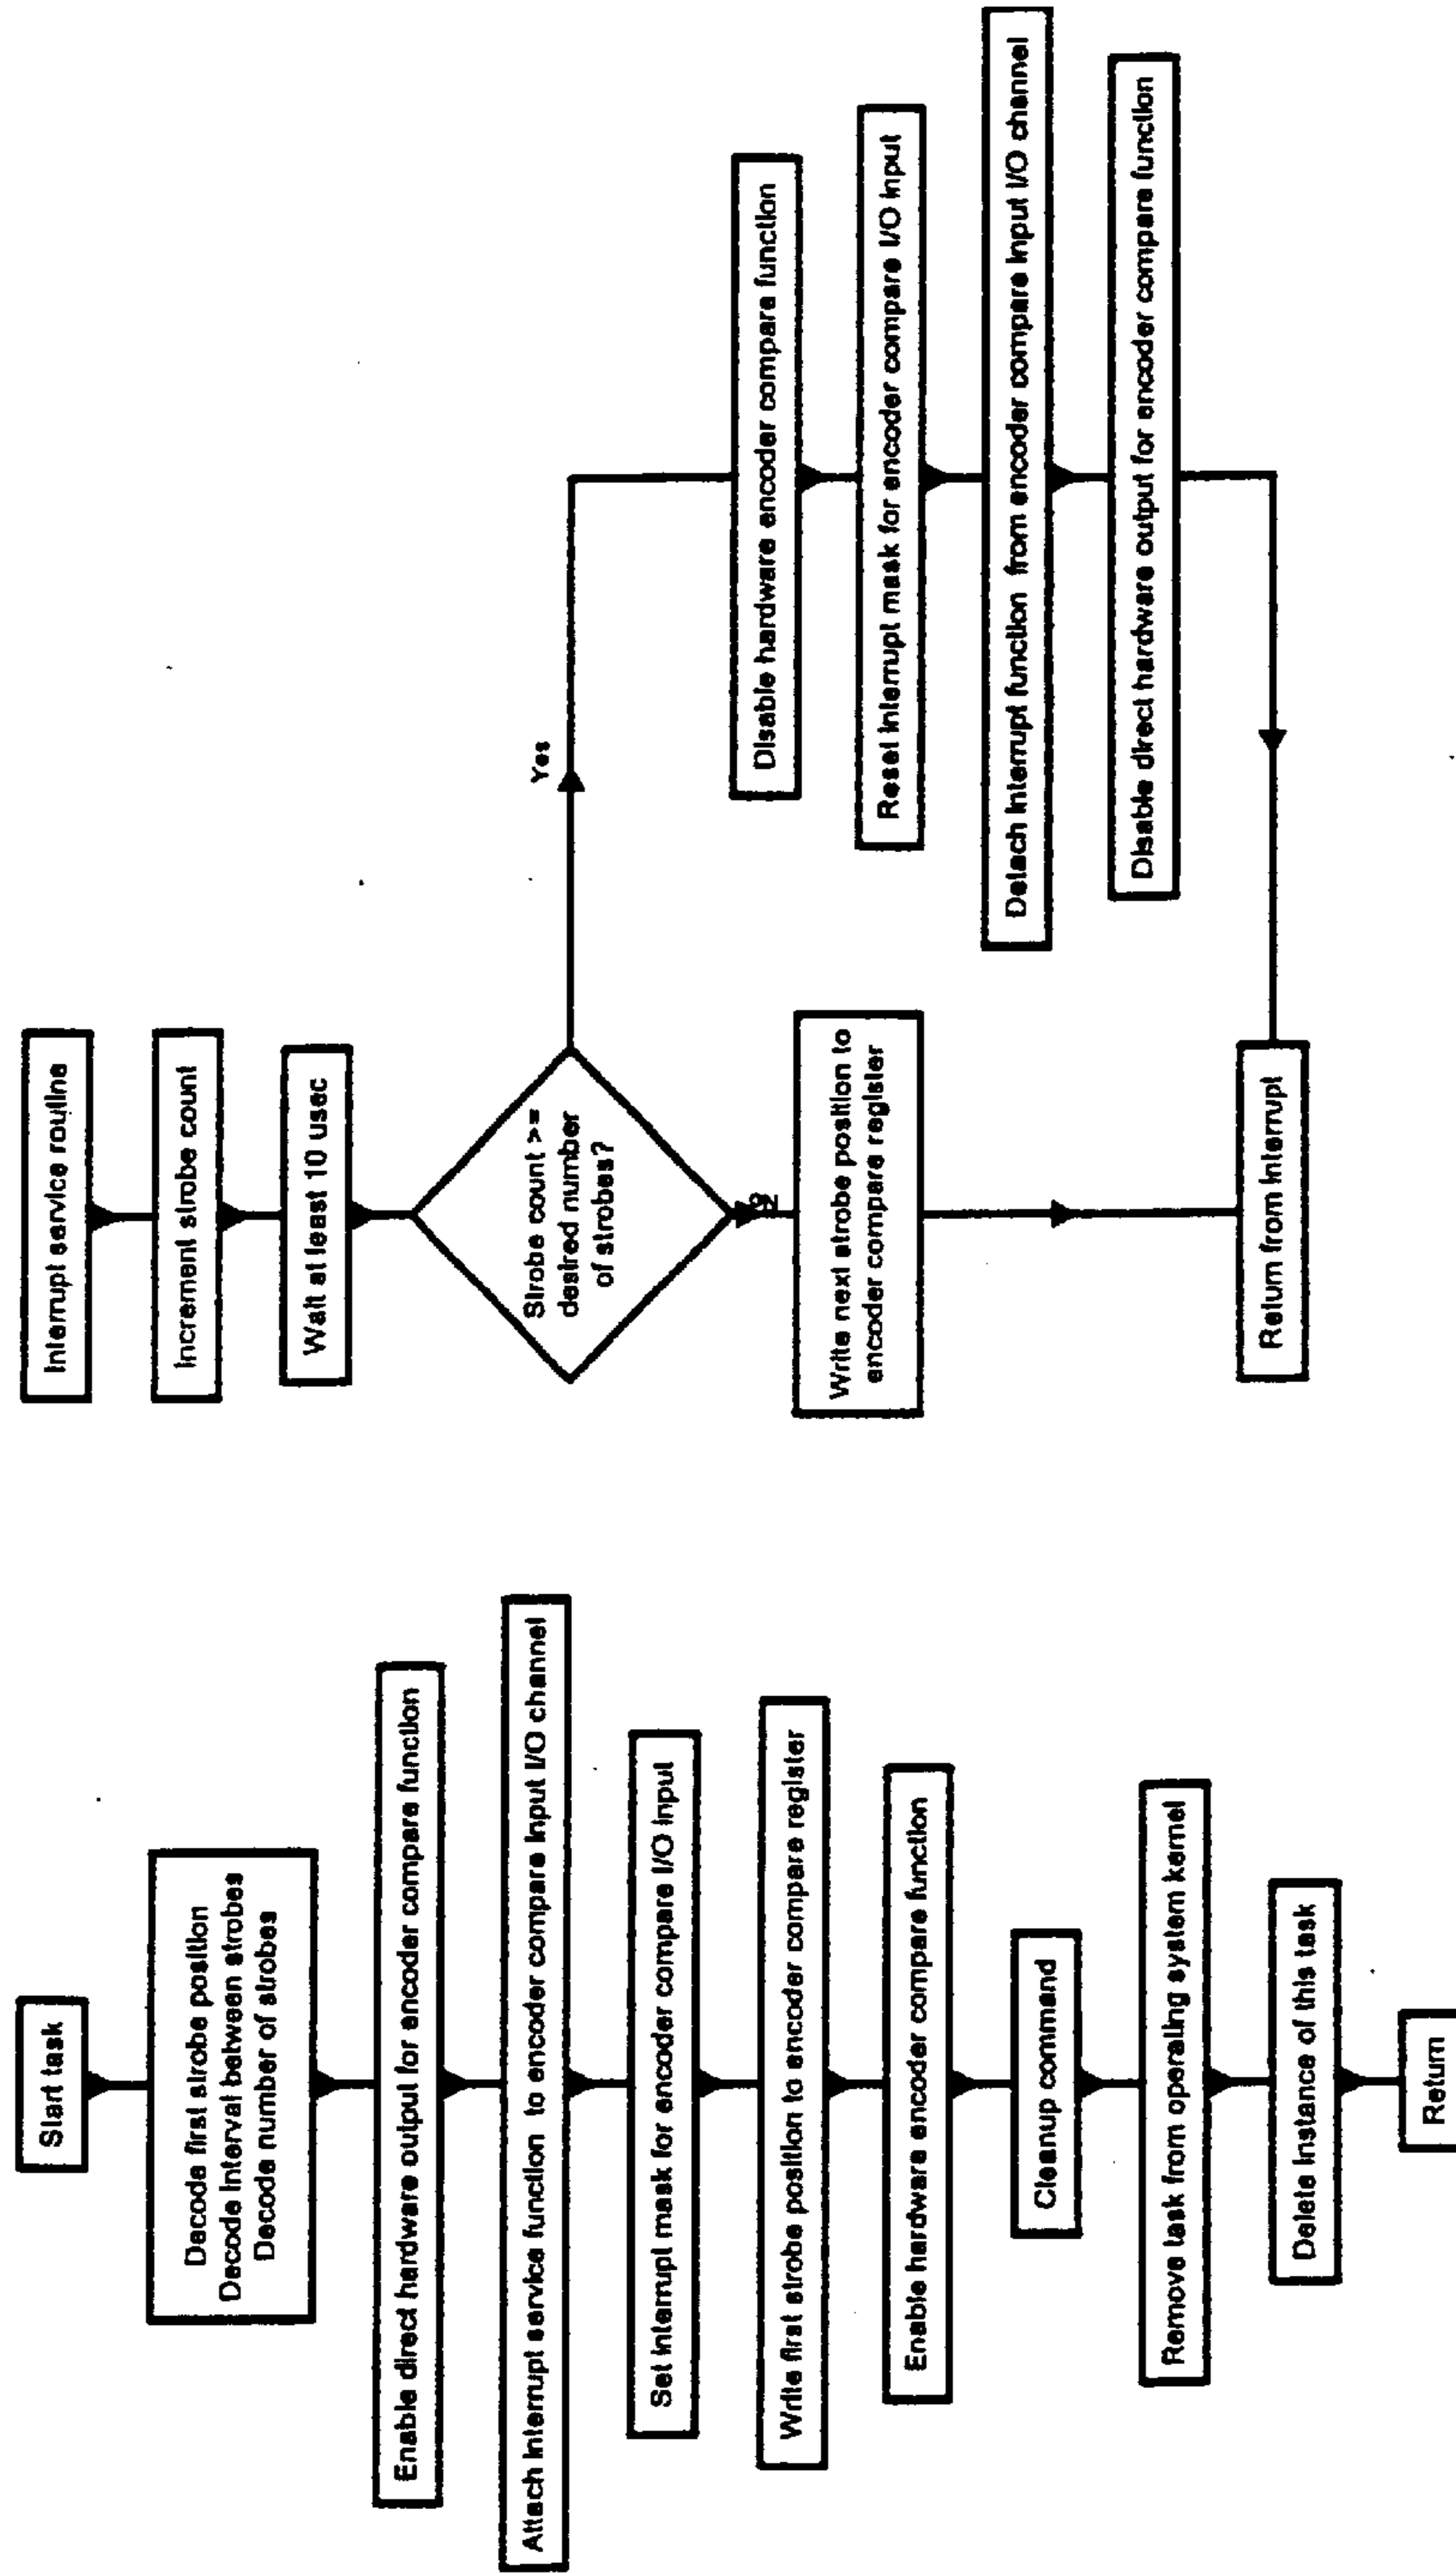 Start task
Decode first strobe position
Decode interval between strobes
Decode number of strobes
Enable direct hardware output for encoder compare function
Attach interrupt service function to encoder compare input I/O channel
Set interrupt mask for encoder compare I/O input
Write first strobe position to encoder compare register
Enable hardware encoder compare function
Cleanup command
Remove task from operating system kernel
Delete instance of this task
Return
Interrupt service routine
Increment strobe count
Wait at least 10 usec
Strobe count >=
desired number
of strobes?
Yes
No
Write next strobe position to
encoder compare register
Disable hardware encoder compare function
Reset interrupt mask for encoder compare I/O input
Detach interrupt function from encoder compare input I/O channel
Disable direct hardware output for encoder compare function
Return from interrupt